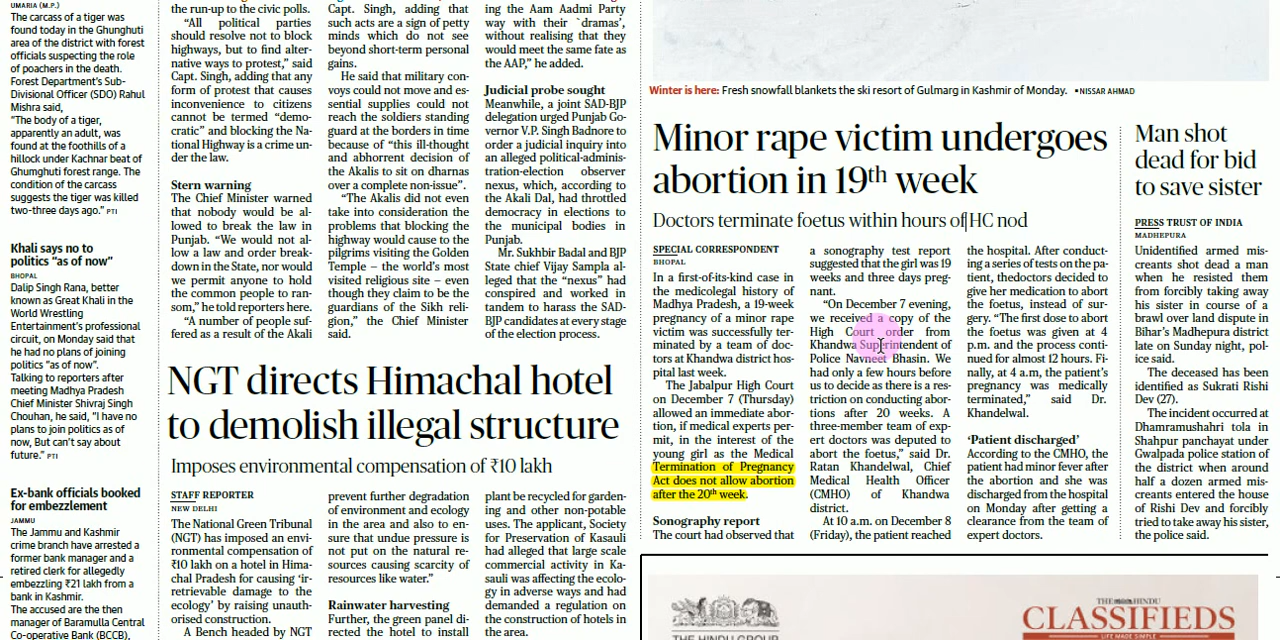 UMARIA (M.P.)
The carcass of a tiger was
found today in the Ghunghuti
area of the district with forest
officials suspecting the role
of poachers in the death.
Forest Department's Sub-
Divisional Officer (SDO) Rahul
Mishra said,
"The body of a tiger,
apparently an adult, was
found at the foothills of a
hillock under Kachnar beat of
Ghumghuti forest range. The
condition of the carcass
suggests the tiger was killed
two-three days ago." PTI
Khali says no to
politics "as of now"
BHOPAL
Dalip Singh Rana, better
known as Great Khali in the
World Wrestling
Entertainment's professional
circuit, on Monday said that
he had no plans of joining
politics "as of now".
Talking to reporters after
meeting Madhya Pradesh
Chief Minister Shivraj Singh
Chouhan, he said, "I have no
plans to join politics as of
now, But can't say about
future." PTI
Ex-bank officials booked
for embezzlement
JAMMU
The Jammu and Kashmir
crime branch have arrested a
former bank manager and a
retired clerk for allegedly
embezzling ₹21 lakh from a
bank in Kashmir.
The accused are the then
manager of Baramulla Central
Co-operative Bank (BCCB),
the run-up to the civic polls.
"All political parties
should resolve not to block
highways, but to find alter-
native ways to protest," said
Capt. Singh, adding that any
form of protest that causes
inconvenience to citizens
cannot be termed "demo-
cratic" and blocking the Na-
tional Highway is a crime un-
der the law.
Stern warning
The Chief Minister warned
that nobody would be al-
lowed to break the law in
Punjab. "We would not al-
low a law and order break-
down in the State, nor would
we permit anyone to hold
the common people to ran-
som," he told reporters here.
"A number of people suf-
fered as a result of the Akali
Capt. Singh, adding that
such acts are a sign of petty
minds which do not see
beyond short-term personal
gains.
He said that military con-
voys could not move and es-
sential supplies could not
reach the soldiers standing
guard at the borders in time
because of "this ill-thought
and abhorrent decision of
the Akalis to sit on dharnas
over a complete non-issue".
"The Akalis did not even
take into consideration the
problems that blocking the
highway would cause to the
pilgrims visiting the Golden
Temple – the world's most
visited religious site – even
though they claim to be the
guardians of the Sikh reli-
gion," the Chief Minister
said.
ing the Aam Aadmi Party
way with their `dramas',
without realising that they
would meet the same fate as
the AAP," he added.
Judicial probe sought
Meanwhile, a joint SAD-BJP
delegation urged Punjab Go-
vernor V.P. Singh Badnore to
order a judicial inquiry into
an alleged political-adminis-
tration-election observer
nexus, which, according to
the Akali Dal, had throttled
democracy in elections to
the municipal bodies in
Punjab.
Mr. Sukhbir Badal and BJP
State chief Vijay Sampla al-
leged that the "nexus" had
conspired and worked in
tandem to harass the SAD-
BJP candidates at every stage
of the election process.
NGT directs Himachal hotel
to demolish illegal structure
Imposes environmental compensation of ₹10 lakh
STAFF REPORTER
NEW DELHI
The National Green Tribunal
(NGT) has imposed an envi-
ronmental compensation of
₹10 lakh on a hotel in Hima-
chal Pradesh for causing 'ir-
retrievable damage to the
ecology' by raising unauth-
orised construction.
A Bench headed by NGT
prevent further degradation
of environment and ecology
in the area and also to en-
sure that undue pressure is
not put on the natural re-
sources causing scarcity of
resources like water."
Rainwater harvesting
Further, the green panel di-
rected the hotel to install
plant be recycled for garden-
ing and other non-potable
uses. The applicant, Society
for Preservation of Kasauli
had alleged that large scale
commercial activity in Ka-
sauli was affecting the ecolo-
gy in adverse ways and had
demanded a regulation on
the construction of hotels in
the area.
Winter is here: Fresh snowfall blankets the ski resort of Gulmarg in Kashmir of Monday. •NISSAR AHMAD
Minor rape victim undergoes
abortion in 19th week
Doctors terminate foetus within hours of HC nod
SPECIAL CORRESPONDENT
BHOPAL
In a first-of-its-kind case in
the medicolegal history of
Madhya Pradesh, a 19-week
pregnancy of a minor rape
victim was successfully ter-
minated by a team of doc-
tors at Khandwa district hos-
pital last week.
The Jabalpur High Court
on December 7 (Thursday)
allowed an immediate abor-
tion, if medical experts per-
mit, in the interest of the
young girl as the Medical
Termination of Pregnancy
Act does not allow abortion
after the 20th week.
Sonography report
The court had observed that
a sonography test report
suggested that the girl was 19
weeks and three days preg-
nant.
"On December 7 evening,
we received a copy of the
High Court order from
Khandwa Superintendent of
Police Navneet Bhasin. We
had only a few hours before
us to decide as there is a res-
triction on conducting abor-
tions after 20 weeks. A
three-member team of exp-
ert doctors was deputed to
abort the foetus," said Dr.
Ratan Khandelwal, Chief
Medical Health Officer
(CMHO) of Khandwa
district.
At 10 a.m. on December 8
(Friday), the patient reached
the hospital. After conduct-
ing a series of tests on the pa-
tient, thedoctors decided to
give her medication to abort
the foetus, instead of sur-
gery. "The first dose to abort
the foetus was given at 4
p.m. and the process conti-
nued for almost 12 hours. Fi-
nally, at 4 a.m, the patient's
pregnancy was medically
terminated," said Dr.
Khandelwal.
'Patient discharged'
According to the CMHO, the
patient had minor fever after
the abortion and she was
discharged from the hospital
on Monday after getting a
clearance from the team of
expert doctors.
Man shot
dead for bid
to save sister
PRESS TRUST OF INDIA
MADHEPURA
Unidentified armed mis-
creants shot dead a man
when he resisted them
from forcibly taking away
his sister in course of a
brawl over land dispute in
Bihar's Madhepura district
late on Sunday night, pol-
ice said.
The deceased has been
identified as Sukrati Rishi
Dev (27).
The incident occurred at
Dhamramushahri tola in
Shahpur panchayat under
Gwalpada police station of
the district when around
half a dozen armed mis-
creants entered the house
of Rishi Dev and forcibly
tried to take away his sister,
the police said.
THE HINDU GROUP
THE HINDU
CLASSIFIEDS
LIFE MADE SIMPLE